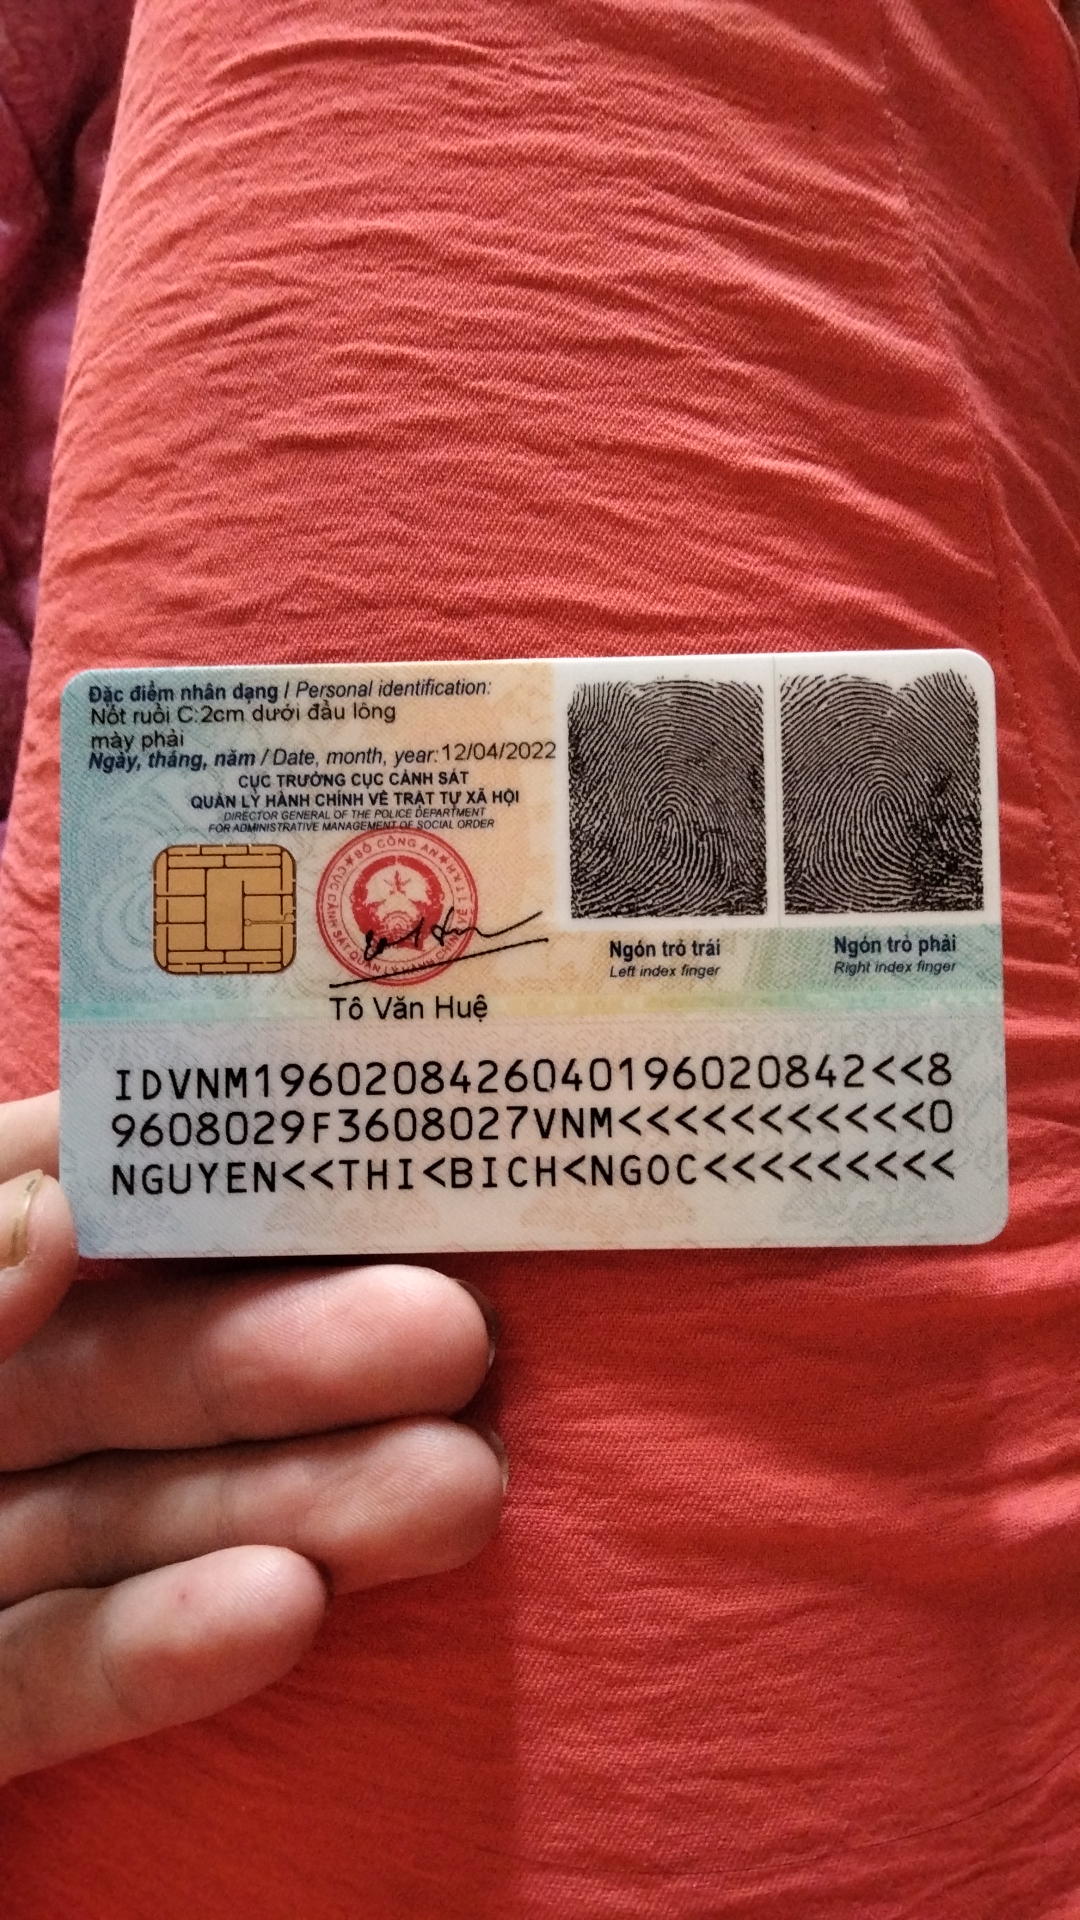 Đặc điểm nhân dạng / Personal identification:
Nốt ruồi C:2cm dưới đầu lông
mày phải
Ngày, tháng, năm / Date, month, year: 12/04/2022
CỤC TRƯỞNG CỤC CẢNH SÁT
QUẢN LÝ HÀNH CHÍNH VỀ TRẬT TỰ XÃ HỘI
DIRECTOR GENERAL OF THE POLICE DEPARTMENT
FOR ADMINISTRATIVE MANAGEMENT OF SOCIAL ORDER
BỘ CÔNG AN
CỤC CẢNH SÁT QUẢN LÝ HÀNH CHÍNH VỀ TTXH
Tô Văn Huệ
Ngón trỏ trái
Left index finger
Ngón trỏ phải
Right index finger
IDVNM1960208426040196020842<<8
9608029F3608027VNM<<<<<<<<<<<0
NGUYEN<<THI<BICH<NGOC<<<<<<<<<